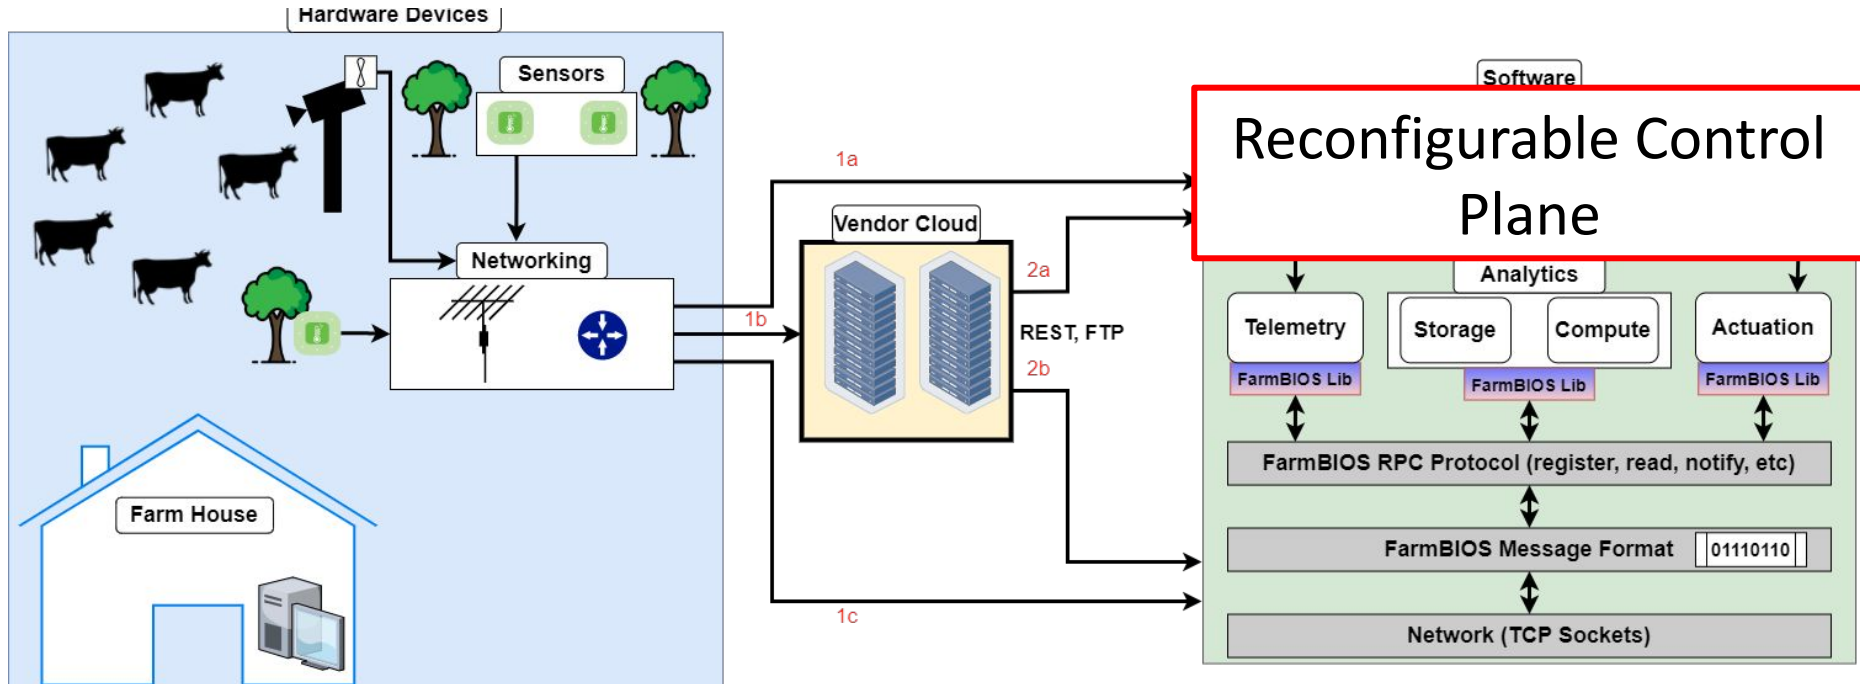 Hardware Devices
Sensors
Software
Reconfigurable Control
Plane
1a
Vendor Cloud
Networking
2a
Analytics
1b
REST, FTP
Telemetry
Storage
Compute
Actuation
2b
FarmBIOS Lib
FarmBIOS Lib
FarmBIOS Lib
FarmBIOS RPC Protocol (register, read, notify, etc)
Farm House
FarmBIOS Message Format
01110110
1c
Network (TCP Sockets)